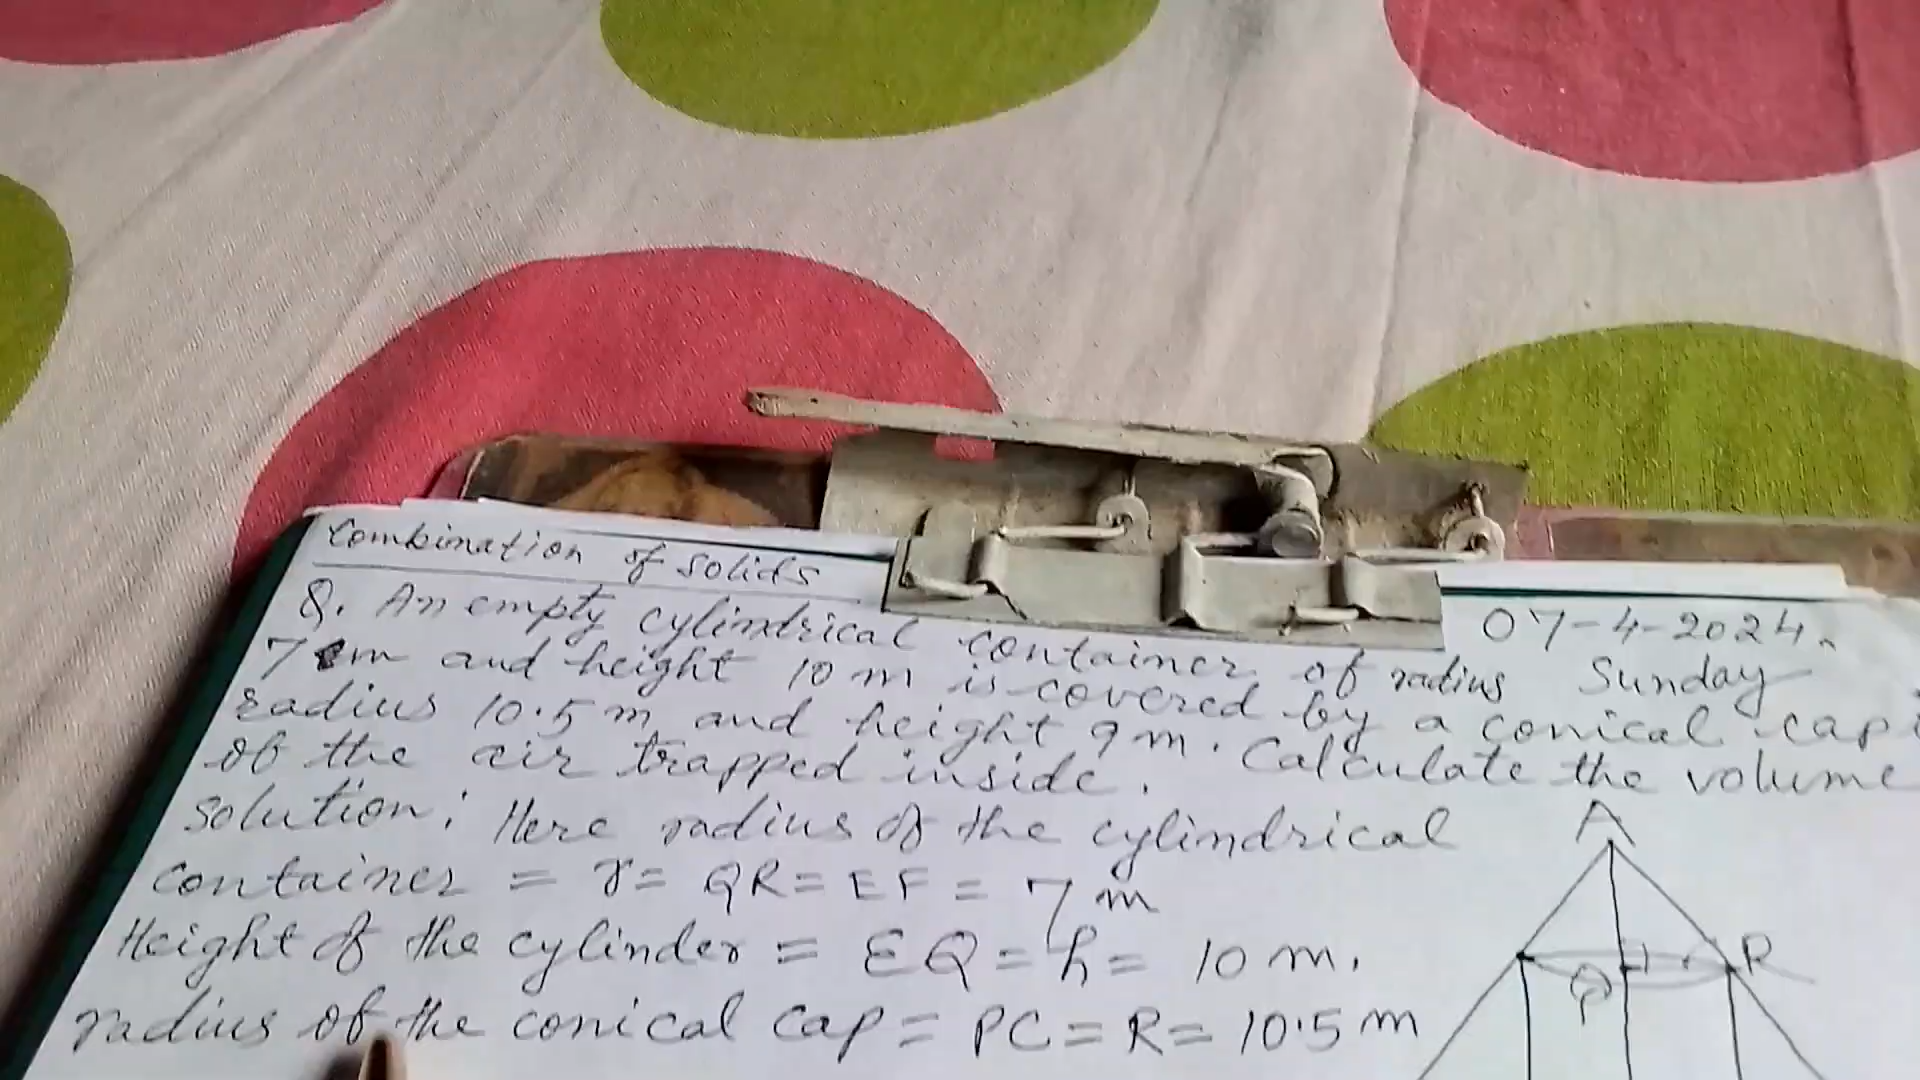 Combination of solids
07-4-2024.
Sunday
Q. An empty cylindrical container of radius
7 m and height 10 m is covered by a conical cap
radius 10.5 m and height 9 m. Calculate the volume
of the air trapped inside.
Solution: Here radius of the cylindrical
container = r = QR = EF = 7 m
Height of the cylinder = EQ = h = 10 m.
radius of the conical cap = PC = R = 10.5 m
A
Q
R